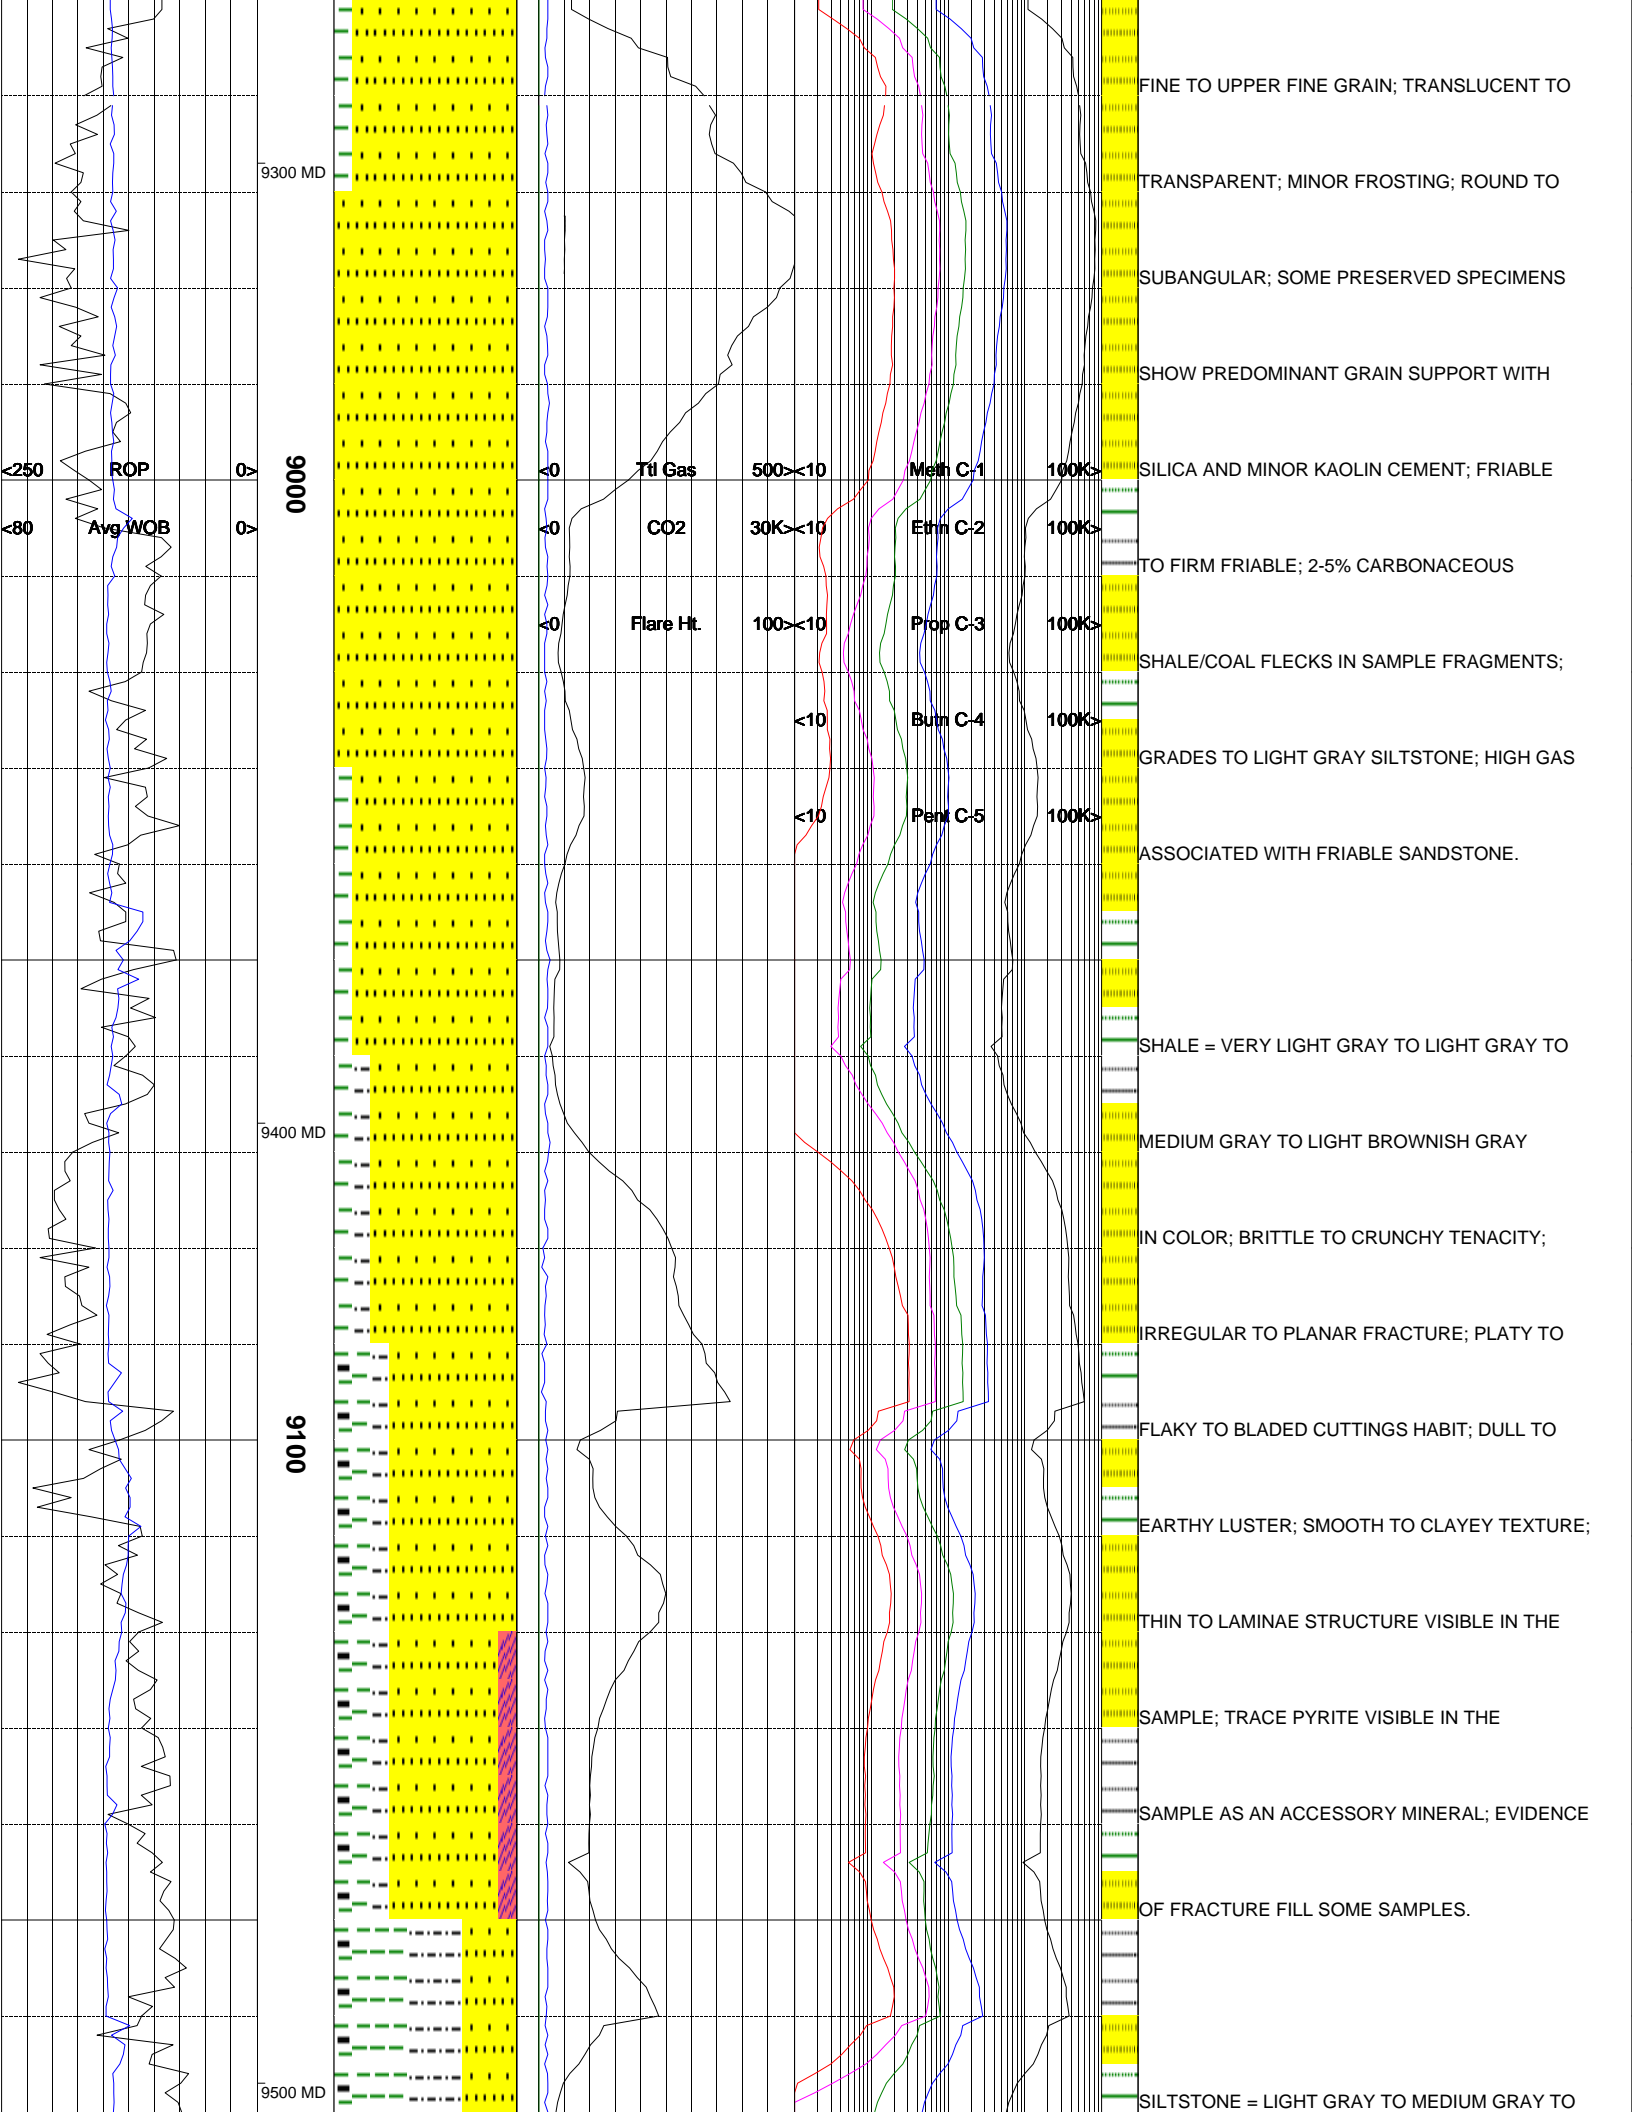 FINE TO UPPER FINE GRAIN; TRANSLUCENT TO
9300 MD
TRANSPARENT; MINOR FROSTING; ROUND TO
SUBANGULAR; SOME PRESERVED SPECIMENS
SHOW PREDOMINANT GRAIN SUPPORT WITH
<250 ROP 0>
9000
<0 Ttl Gas 500>
<10 Meth C-1 100K>
SILICA AND MINOR KAOLIN CEMENT; FRIABLE
<80 Avg WOB 0>
<0 CO2 30K>
<10 Ethn C-2 100K>
TO FIRM FRIABLE; 2-5% CARBONACEOUS
<0 Flare Ht. 100>
<10 Prop C-3 100K>
SHALE/COAL FLECKS IN SAMPLE FRAGMENTS;
<10 Butn C-4 100K>
GRADES TO LIGHT GRAY SILTSTONE; HIGH GAS
<10 Pent C-5 100K>
ASSOCIATED WITH FRIABLE SANDSTONE.
SHALE = VERY LIGHT GRAY TO LIGHT GRAY TO
9400 MD
MEDIUM GRAY TO LIGHT BROWNISH GRAY
IN COLOR; BRITTLE TO CRUNCHY TENACITY;
IRREGULAR TO PLANAR FRACTURE; PLATY TO
9100
FLAKY TO BLADED CUTTINGS HABIT; DULL TO
EARTHY LUSTER; SMOOTH TO CLAYEY TEXTURE;
THIN TO LAMINAE STRUCTURE VISIBLE IN THE
SAMPLE; TRACE PYRITE VISIBLE IN THE
SAMPLE AS AN ACCESSORY MINERAL; EVIDENCE
OF FRACTURE FILL SOME SAMPLES.
9500 MD
SILTSTONE = LIGHT GRAY TO MEDIUM GRAY TO